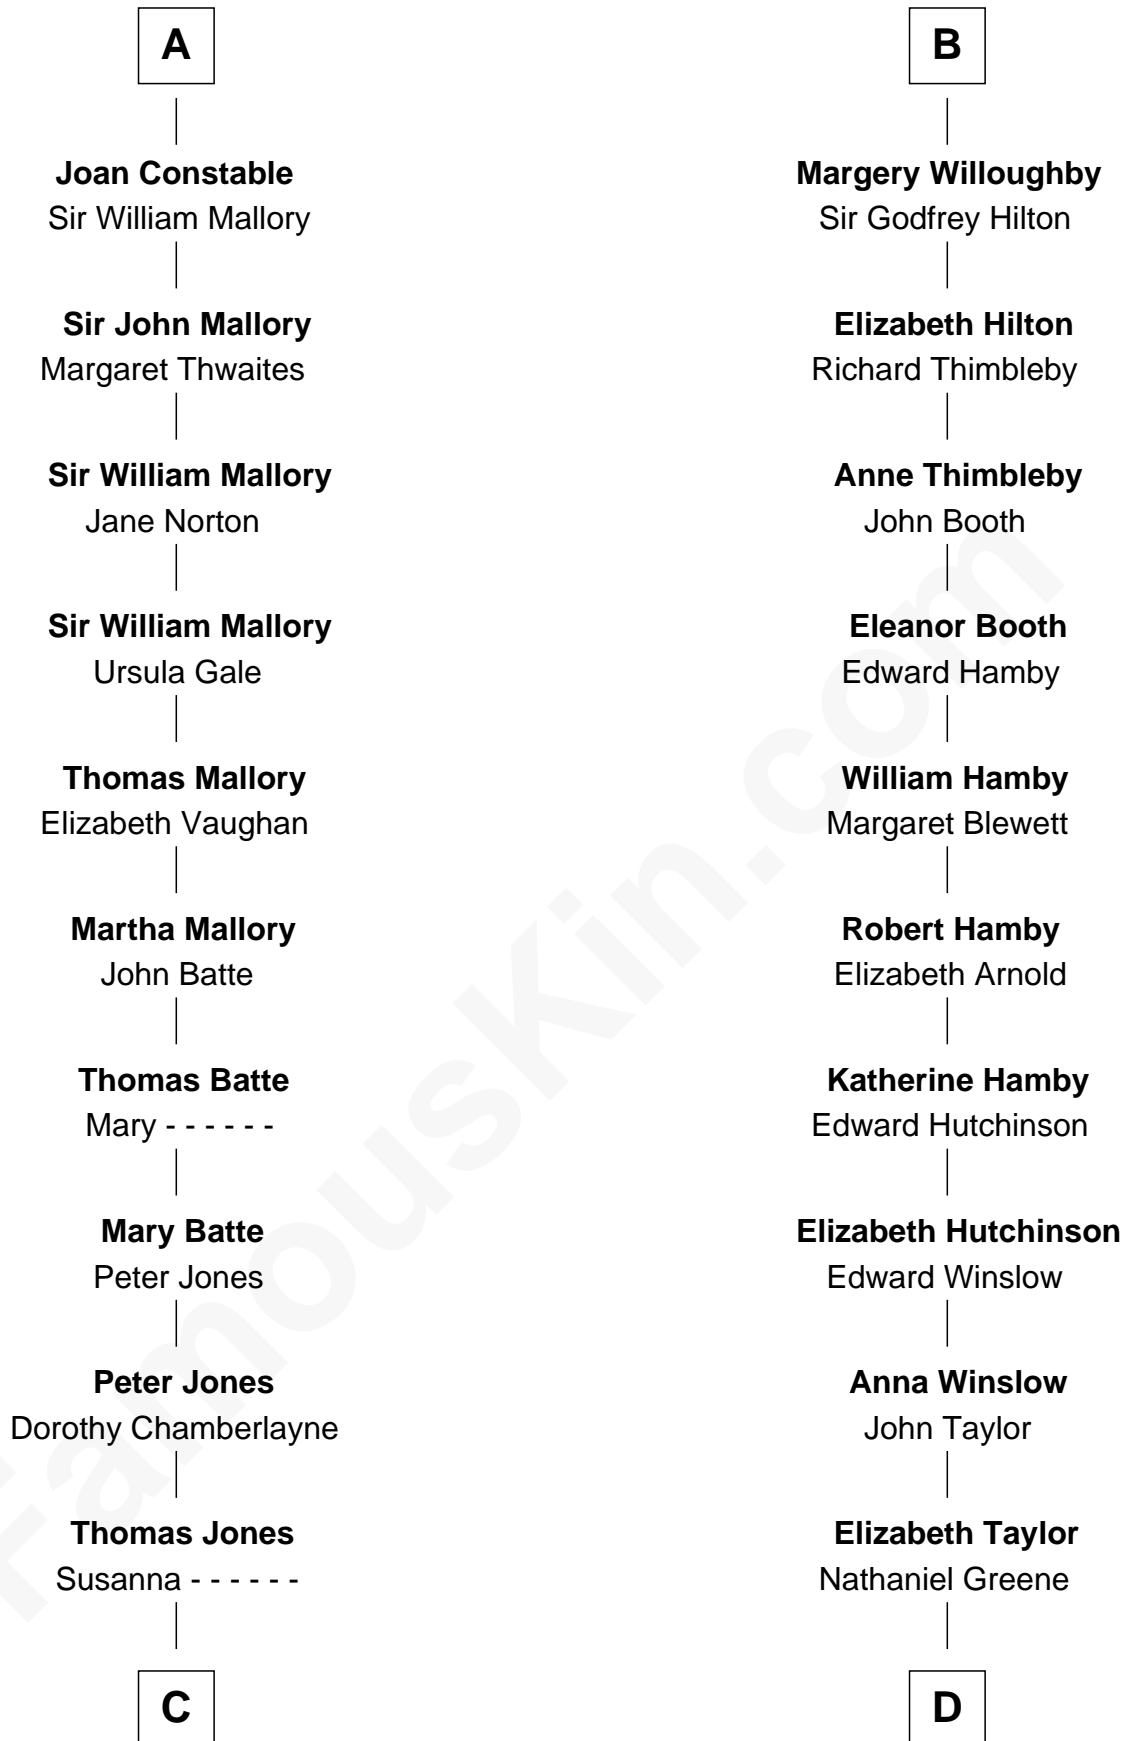 A
Joan Constable
Sir William Mallory
Sir John Mallory
Margaret Thwaites
Sir William Mallory
Jane Norton
Sir William Mallory
Ursula Gale
Thomas Mallory
Elizabeth Vaughan
Martha Mallory
John Batte
Thomas Batte
Mary - - - - - -
Mary Batte
Peter Jones
Peter Jones
Dorothy Chamberlayne
Thomas Jones
Susanna - - - - - -
C
B
Margery Willoughby
Sir Godfrey Hilton
Elizabeth Hilton
Richard Thimbleby
Anne Thimbleby
John Booth
Eleanor Booth
Edward Hamby
William Hamby
Margaret Blewett
Robert Hamby
Elizabeth Arnold
Katherine Hamby
Edward Hutchinson
Elizabeth Hutchinson
Edward Winslow
Anna Winslow
John Taylor
Elizabeth Taylor
Nathaniel Greene
D
FamousKin.com